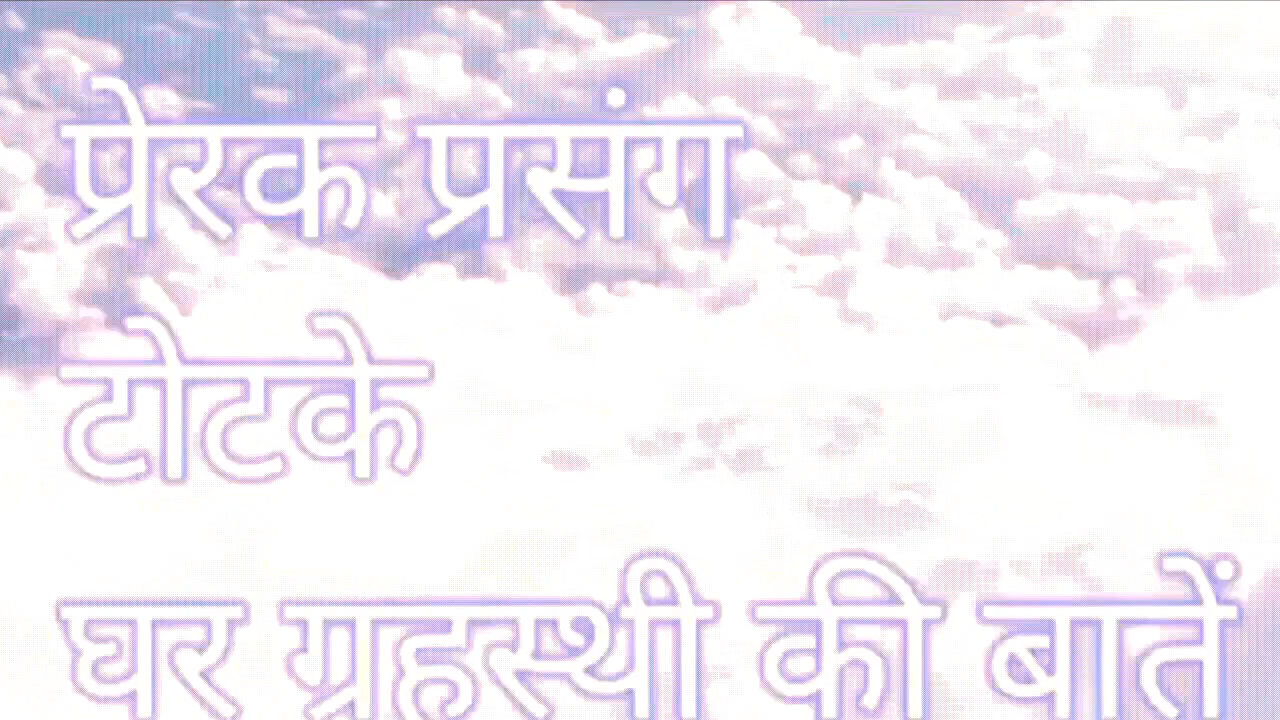 प्रेरक प्रसंग
टोटके
घर ग्रहस्थी की बातें